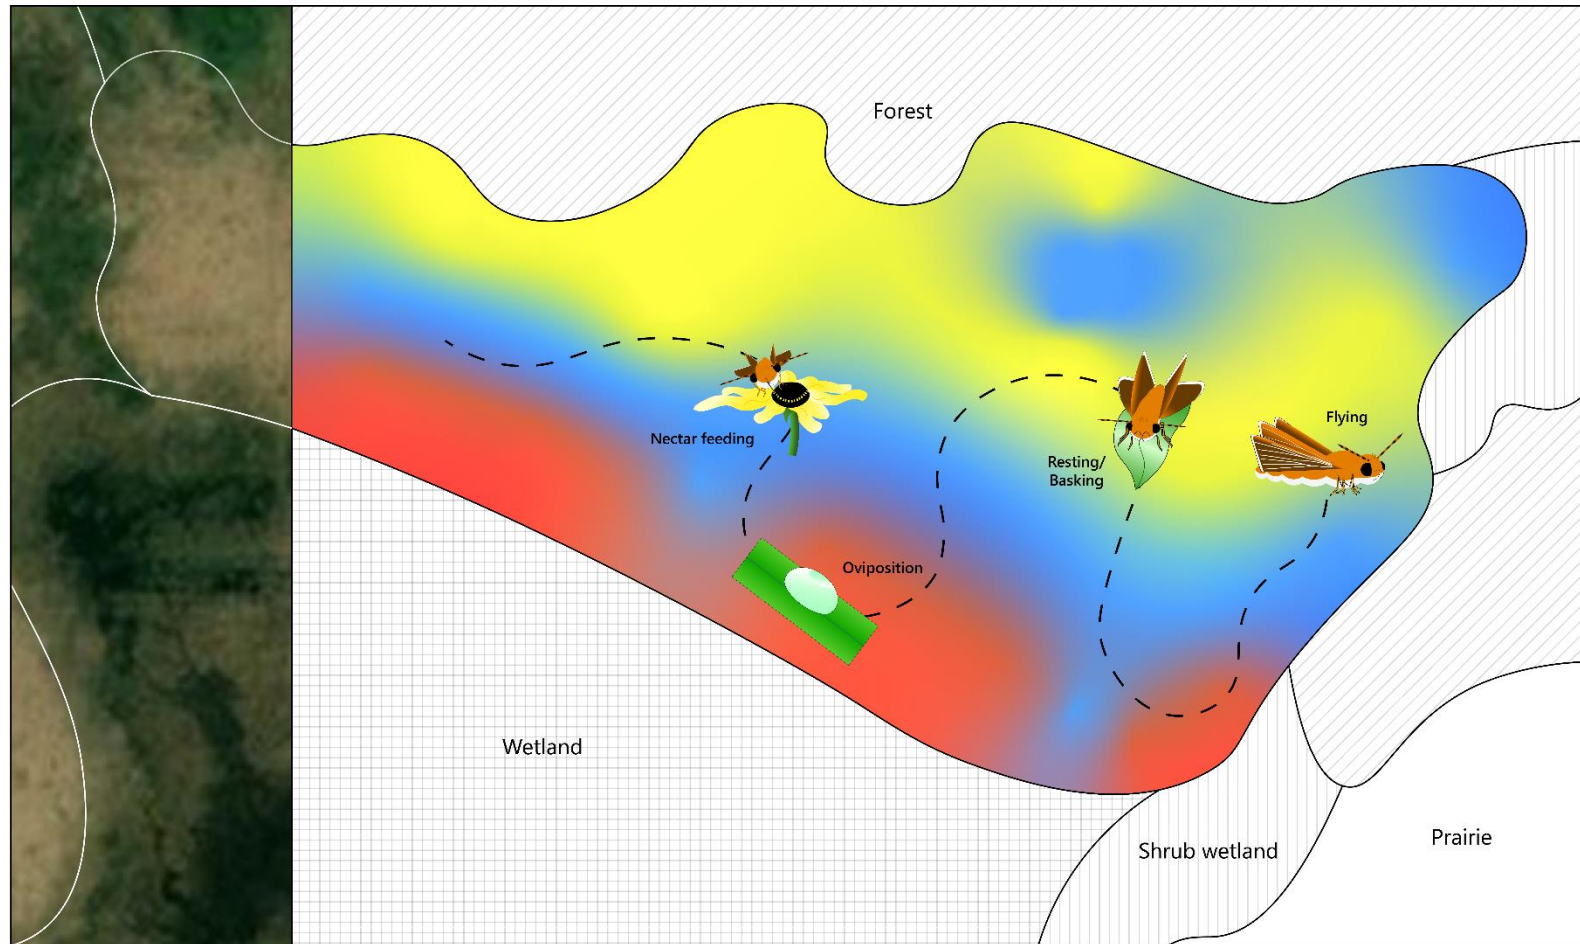 Forest
Flying
Nectar feeding
Resting/
Basking
Oviposition
Wetland
Shrub wetland
Prairie